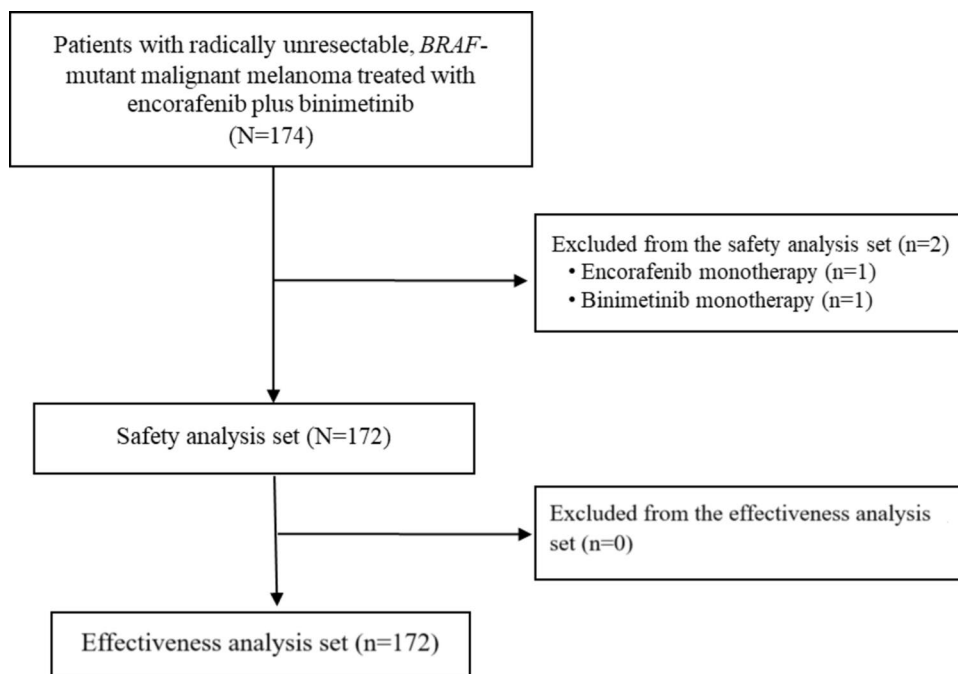 Patients with radically unresectable, BRAF-
mutant malignant melanoma treated with
encorafenib plus binimetinib
(N=174)
Excluded from the safety analysis set (n=2)
• Encorafenib monotherapy (n=1)
• Binimetinib monotherapy (n=1)
Safety analysis set (N=172)
Excluded from the effectiveness analysis
set (n=0)
Effectiveness analysis set (n=172)